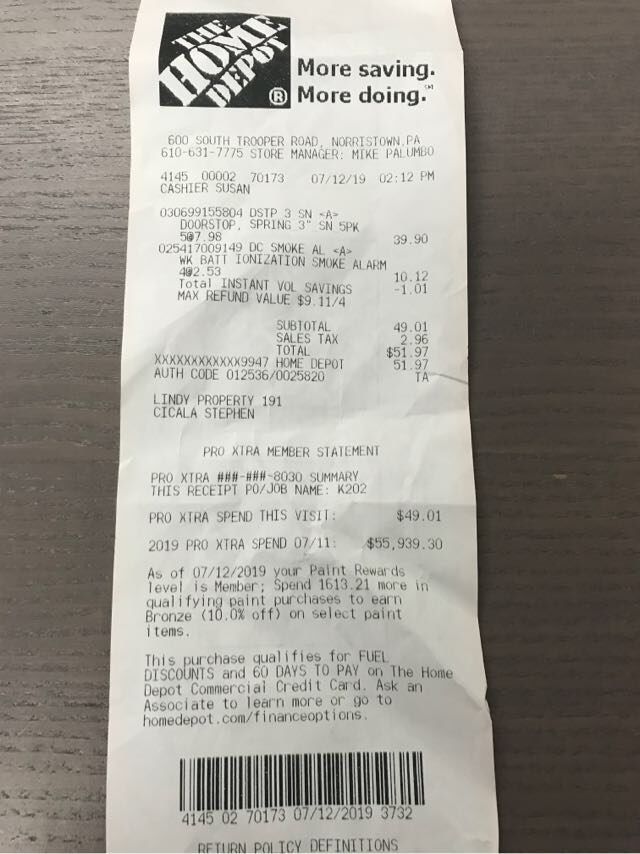 THE
HOME
DEPOT
®
More saving.
More doing.℠
600 SOUTH TROOPER ROAD, NORRISTOWN,PA
610-631-7775 STORE MANAGER: MIKE PALUMBO
4145 00002 70173 07/12/19 02:12 PM
CASHIER SUSAN
030699155804 DSTP 3 SN <A>
DOORSTOP, SPRING 3" SN 5PK
5@7.98 39.90
025417009149 DC SMOKE AL <A>
WK BATT IONIZATION SMOKE ALARM
4@2.53 10.12
Total INSTANT VOL SAVINGS -1.01
MAX REFUND VALUE $9.11/4
SUBTOTAL 49.01
SALES TAX 2.96
TOTAL $51.97
XXXXXXXXXXXX9947 HOME DEPOT 51.97
AUTH CODE 012536/0025820 TA
LINDY PROPERTY 191
CICALA STEPHEN
PRO XTRA MEMBER STATEMENT
PRO XTRA ###-###-8030 SUMMARY
THIS RECEIPT PO/JOB NAME: K202
PRO XTRA SPEND THIS VISIT: $49.01
2019 PRO XTRA SPEND 07/11: $55,939.30
As of 07/12/2019 your Paint Rewards
level is Member; Spend 1613.21 more in
qualifying paint purchases to earn
Bronze (10.0% off) on select paint
items.
This purchase qualifies for FUEL
DISCOUNTS and 60 DAYS TO PAY on The Home
Depot Commercial Credit Card. Ask an
Associate to learn more or go to
homedepot.com/financeoptions.
4145 02 70173 07/12/2019 3732
RETURN POLICY DEFINITIONS